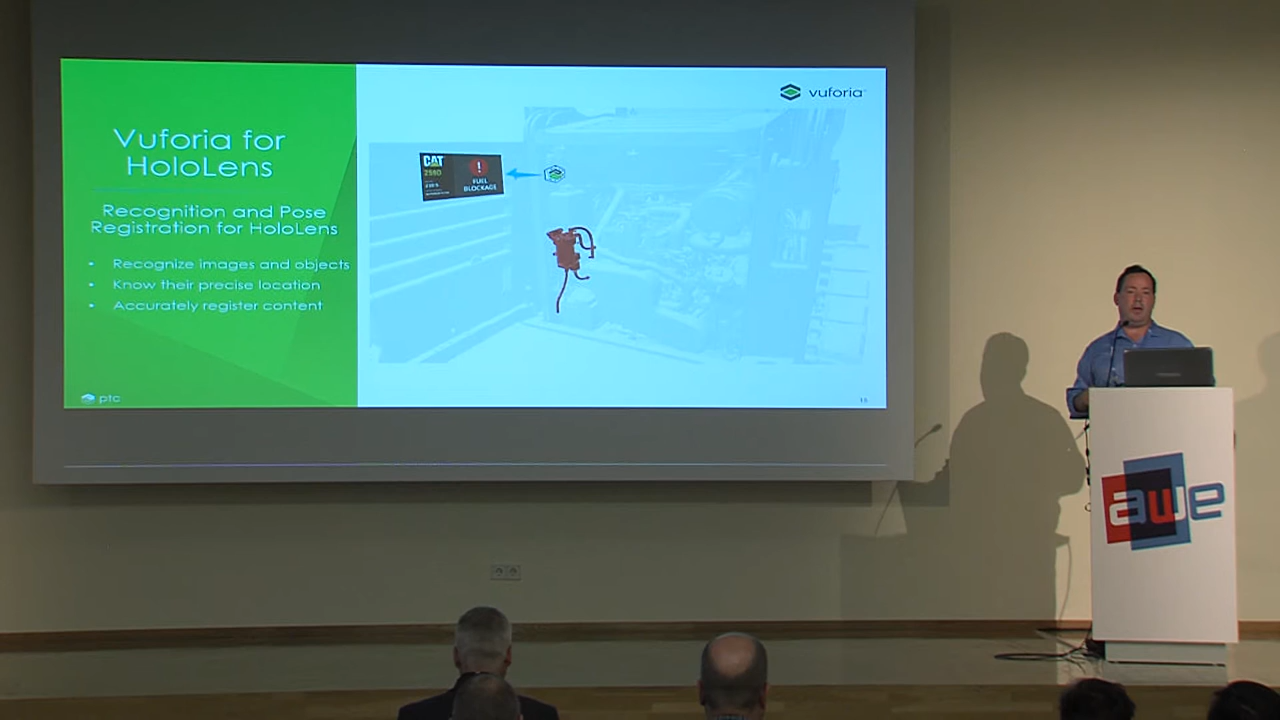 Vuforia for
HoloLens
Recognition and Pose
Registration for HoloLens
• Recognize images and objects
• Know their precise location
• Accurately register content
ptc
vuforia
CAT
!
FUEL
BLOCKAGE
awe